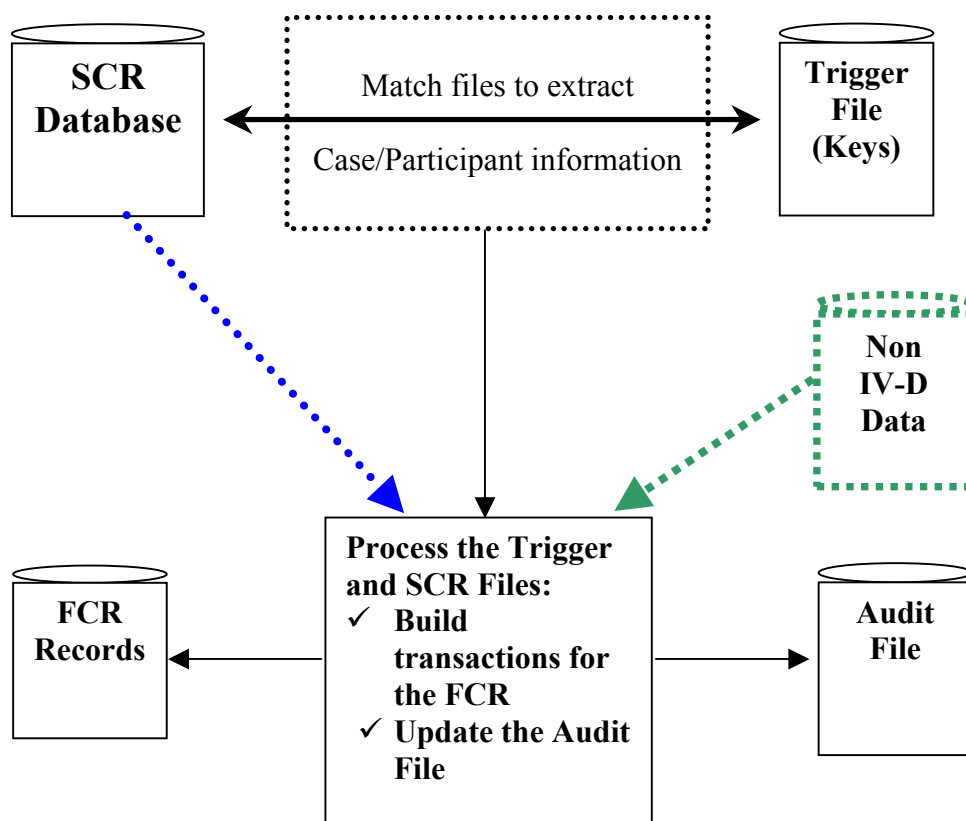 SCR
Database
Match files to extract
Case/Participant information
Trigger
File
(Keys)
Non
IV-D
Data
Process the Trigger
and SCR Files:
✓ Build
transactions for
the FCR
✓ Update the Audit
File
FCR
Records
Audit
File